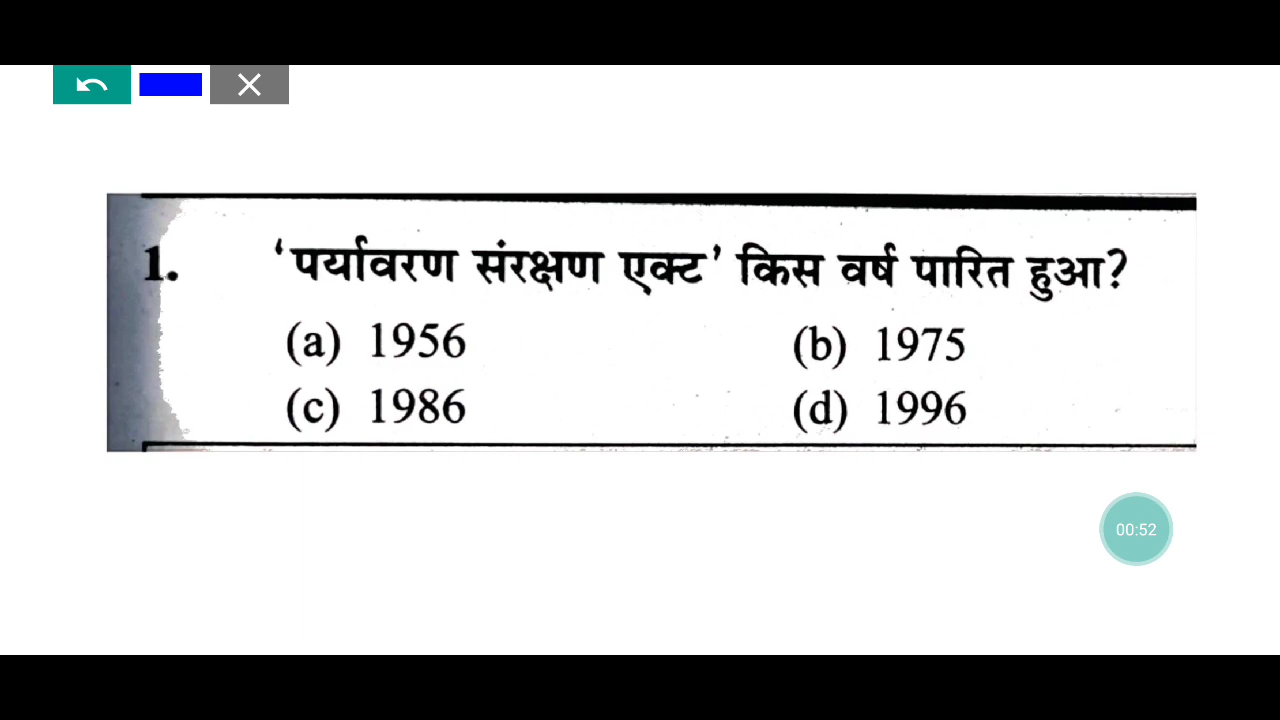 1. 'पर्यावरण संरक्षण एक्ट' किस वर्ष पारित हुआ?
(a) 1956 (b) 1975
(c) 1986 (d) 1996
00:52